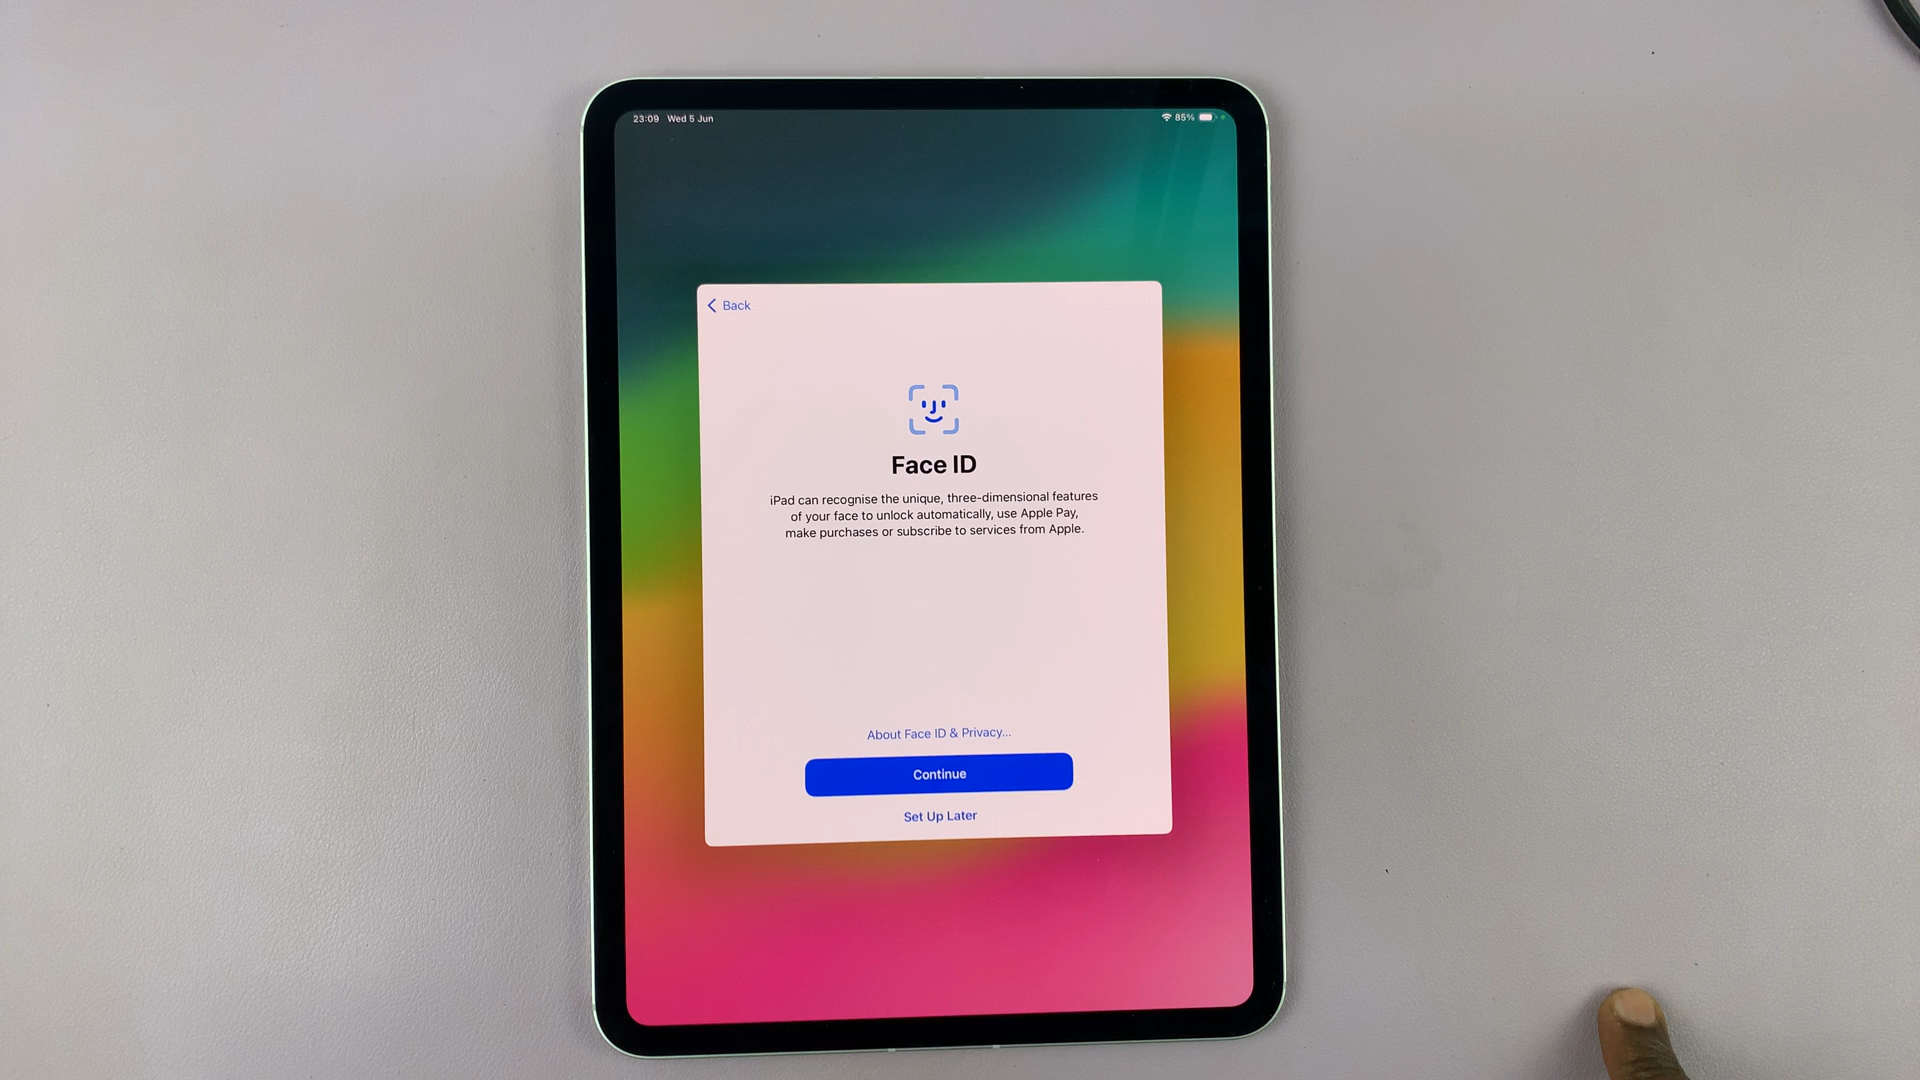 23:09 Wed 5 Jun
85%
Back
Face ID
iPad can recognise the unique, three-dimensional features
of your face to unlock automatically, use Apple Pay,
make purchases or subscribe to services from Apple.
About Face ID & Privacy...
Continue
Set Up Later